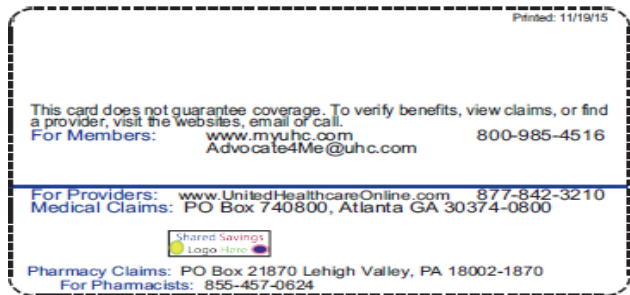 Printed: 11/19/15
This card does not guarantee coverage. To verify benefits, view claims, or find
a provider, visit the websites, email or call.
For Members: www.myuhc.com 800-985-4516
Advocate4Me@uhc.com
For Providers: www.UnitedHealthcareOnline.com 877-842-3210
Medical Claims: PO Box 740800, Atlanta GA 30374-0800
Shared Savings
Logo Here
Pharmacy Claims: PO Box 21870 Lehigh Valley, PA 18002-1870
For Pharmacists: 855-457-0624